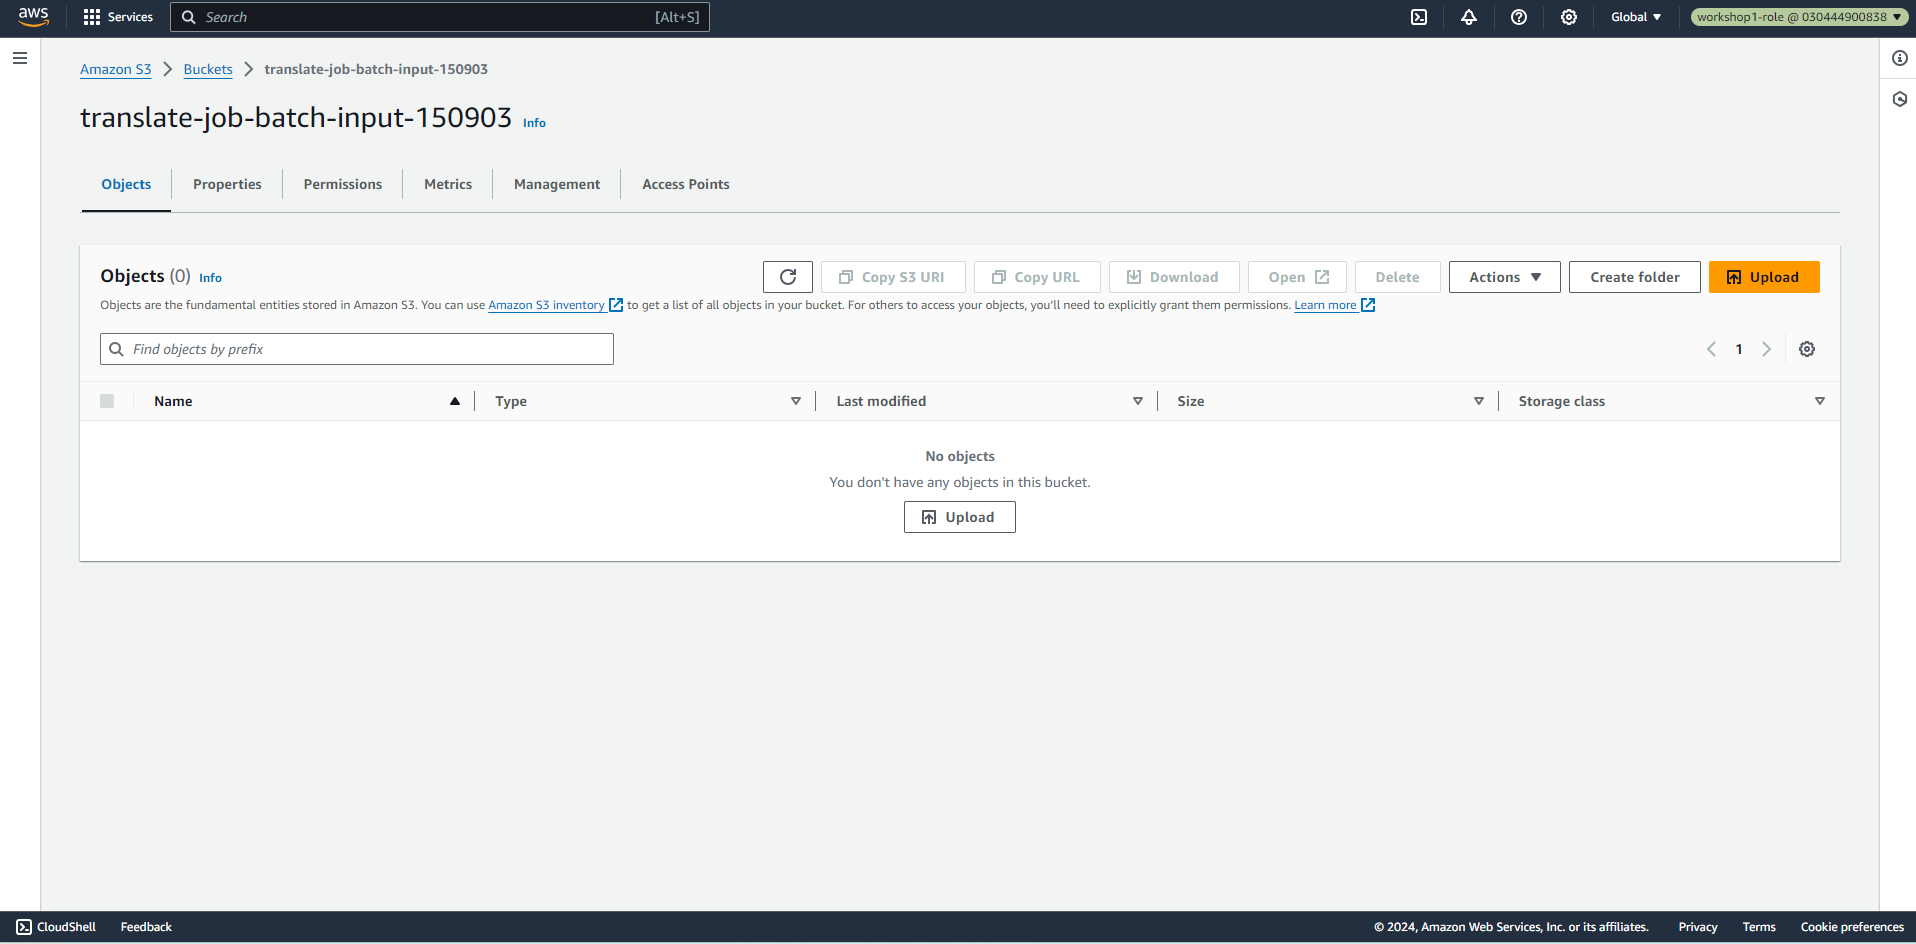 aws Services Search [Alt+S] Global workshop1-role @ 030444900838
Amazon S3 Buckets translate-job-batch-input-150903
translate-job-batch-input-150903 Info
Objects Properties Permissions Metrics Management Access Points
Objects (0) Info Copy S3 URI Copy URL Download Open Delete Actions Create folder Upload
Objects are the fundamental entities stored in Amazon S3. You can use Amazon S3 inventory to get a list of all objects in your bucket. For others to access your objects, you'll need to explicitly grant them permissions. Learn more
Find objects by prefix 1
Name Type Last modified Size Storage class
No objects
You don't have any objects in this bucket.
Upload
CloudShell Feedback © 2024, Amazon Web Services, Inc. or its affiliates. Privacy Terms Cookie preferences